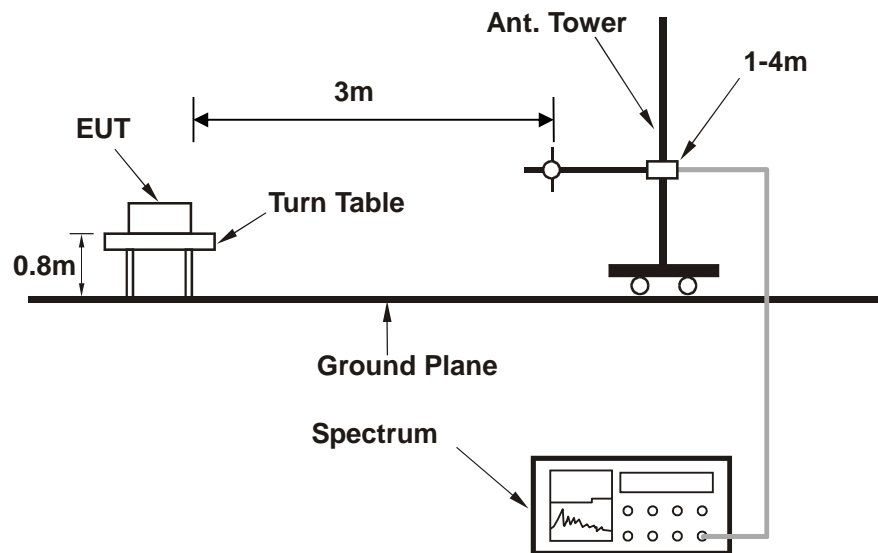 Ant. Tower
1-4m
3m
EUT
Turn Table
0.8m
Ground Plane
Spectrum